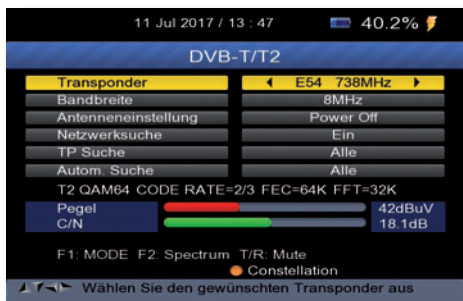 11 Jul 2017 / 13 : 47 40.2%
DVB-T/T2
Transponder E54 738MHz
Bandbreite 8MHz
Antenneneinstellung Power Off
Netzwerksuche Ein
TP Suche Alle
Autom. Suche Alle
T2 QAM64 CODE RATE=2/3 FEC=64K FFT=32K
Pegel 42dBuV
C/N 18.1dB
F1: MODE F2: Spectrum T/R: Mute
Constellation
Wählen Sie den gewünschten Transponder aus